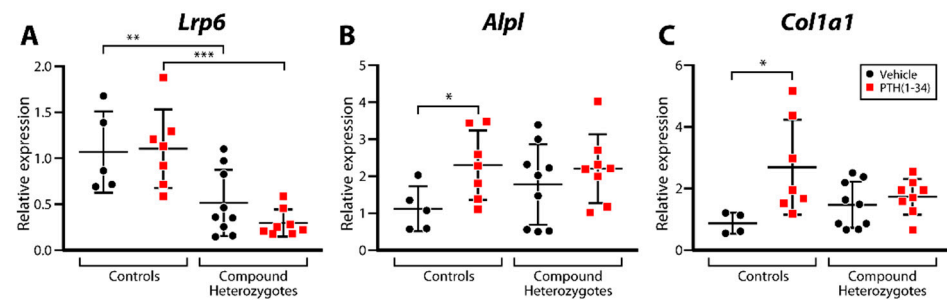 A
Lrp6
Relative expression
2.0
1.5
1.0
0.5
0.0
**
***
Controls
Compound
Heterozygotes
B
Alpl
Relative expression
5
4
3
2
1
0
*
Controls
Compound
Heterozygotes
C
Col1a1
Relative expression
6
4
2
0
*
Vehicle
PTH(1-34)
Controls
Compound
Heterozygotes